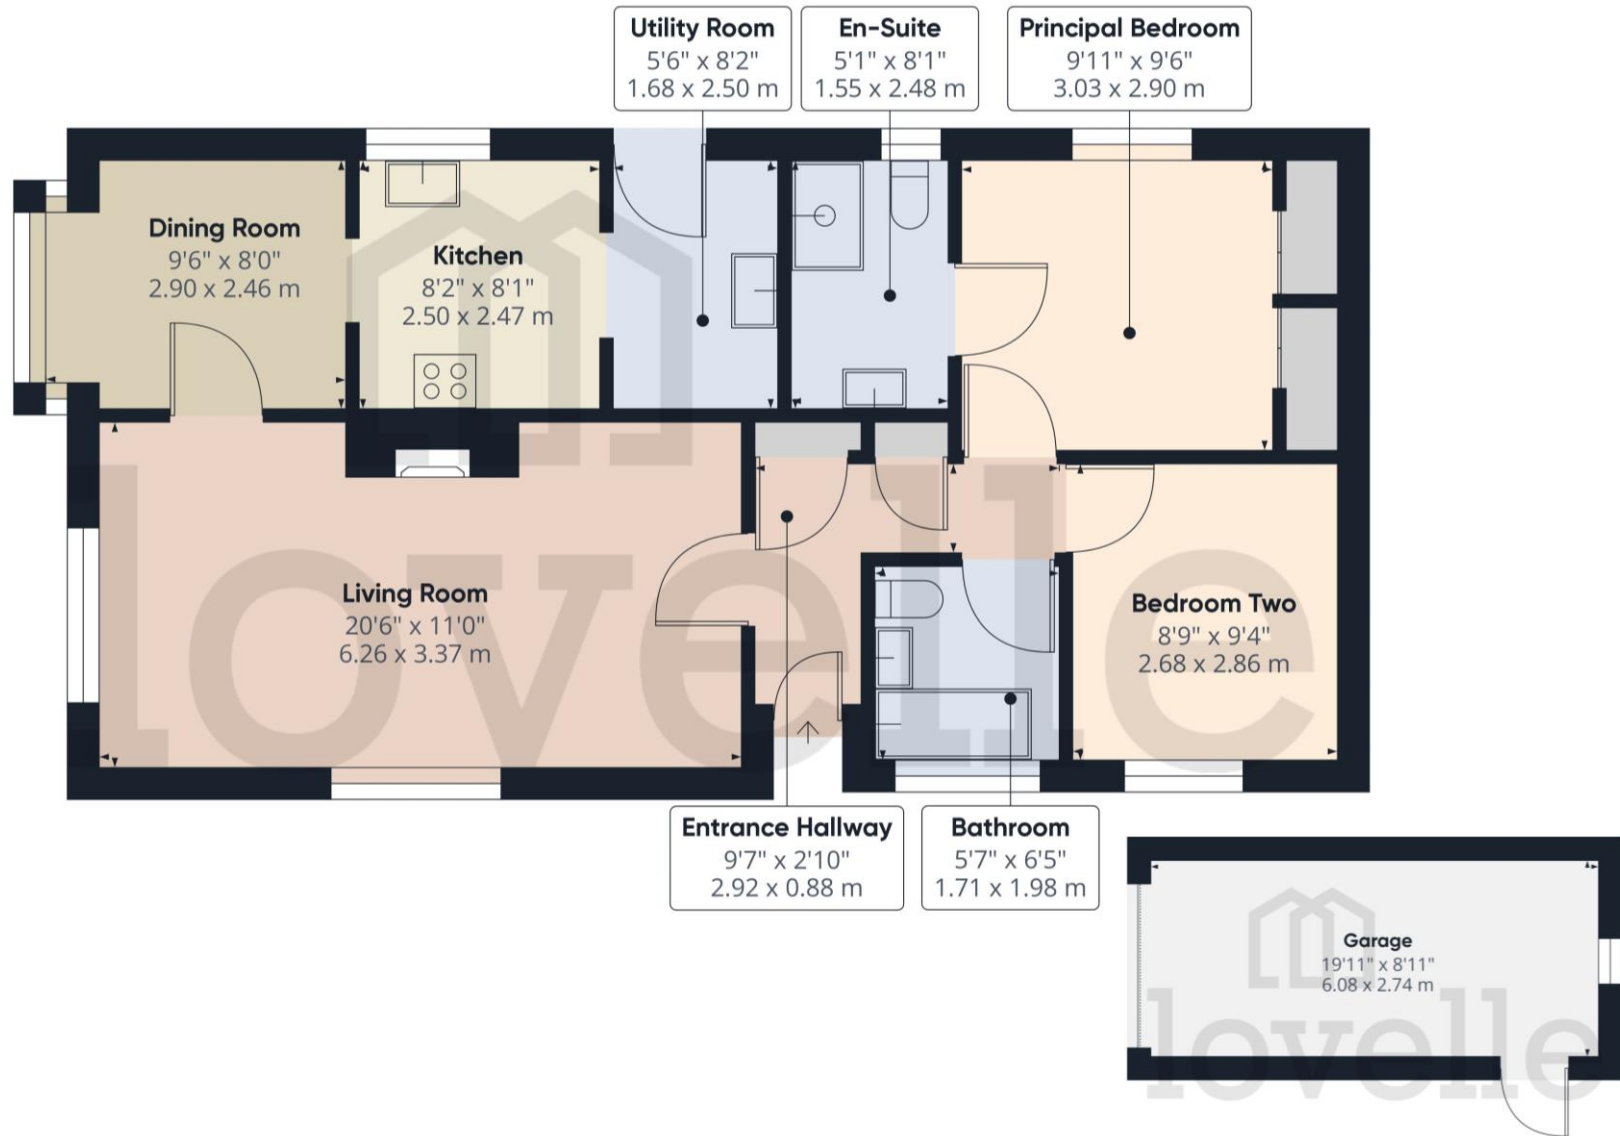 Utility Room
5'6" x 8'2"
1.68 x 2.50 m
En-Suite
5'1" x 8'1"
1.55 x 2.48 m
Principal Bedroom
9'11" x 9'6"
3.03 x 2.90 m
Dining Room
9'6" x 8'0"
2.90 x 2.46 m
Kitchen
8'2" x 8'1"
2.50 x 2.47 m
Living Room
20'6" x 11'0"
6.26 x 3.37 m
Bedroom Two
8'9" x 9'4"
2.68 x 2.86 m
lovelle
Entrance Hallway
9'7" x 2'10"
2.92 x 0.88 m
Bathroom
5'7" x 6'5"
1.71 x 1.98 m
Garage
19'11" x 8'11"
6.08 x 2.74 m
lovelle